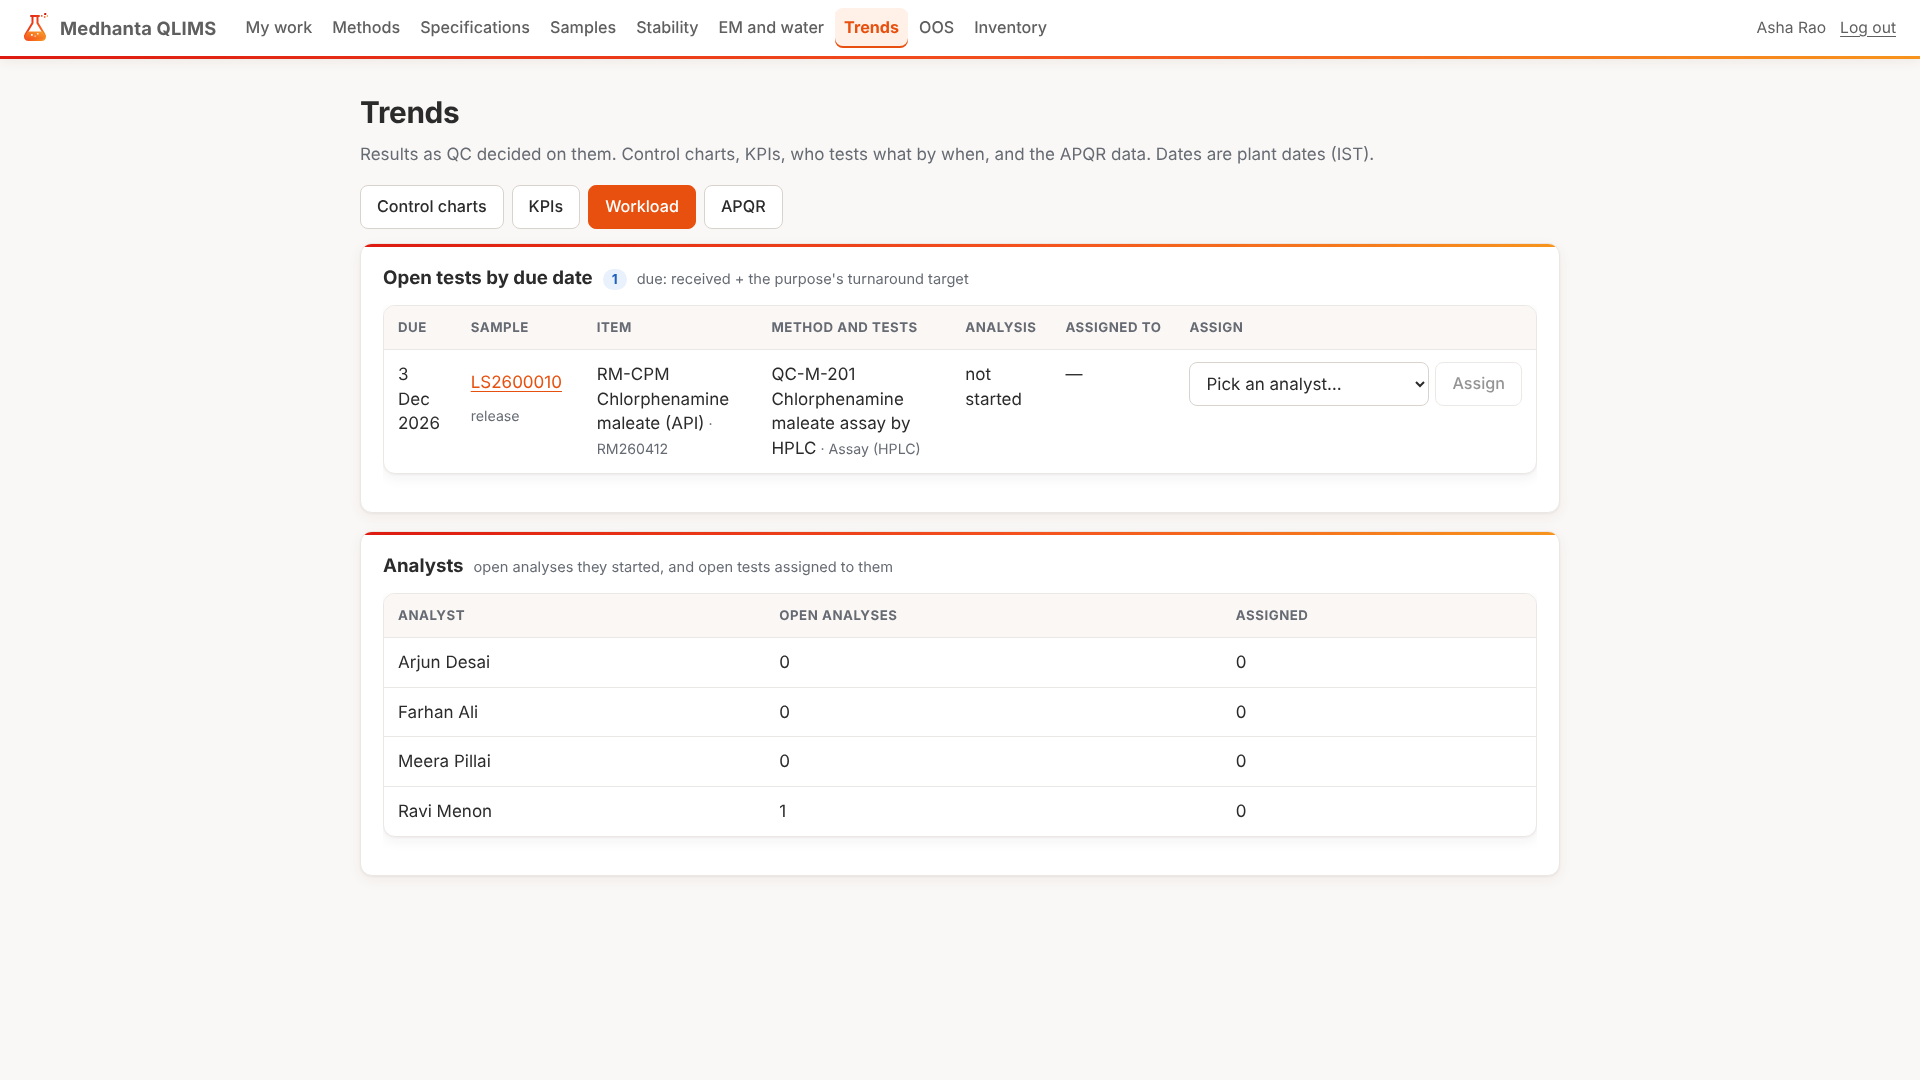 Medhanta QLIMS My work Methods Specifications Samples Stability EM and water Trends OOS Inventory Asha Rao Log out
Trends
Results as QC decided on them. Control charts, KPIs, who tests what by when, and the APQR data. Dates are plant dates (IST).
Control charts KPIs Workload APQR
Open tests by due date 1 due: received + the purpose's turnaround target
DUE SAMPLE ITEM METHOD AND TESTS ANALYSIS ASSIGNED TO ASSIGN
3
Dec
2026
LS2600010
release
RM-CPM
Chlorphenamine
maleate (API) ·
RM260412
QC-M-201
Chlorphenamine
maleate assay by
HPLC · Assay (HPLC)
not
started
—
Pick an analyst... Assign
Analysts open analyses they started, and open tests assigned to them
ANALYST OPEN ANALYSES ASSIGNED
Arjun Desai 0 0
Farhan Ali 0 0
Meera Pillai 0 0
Ravi Menon 1 0